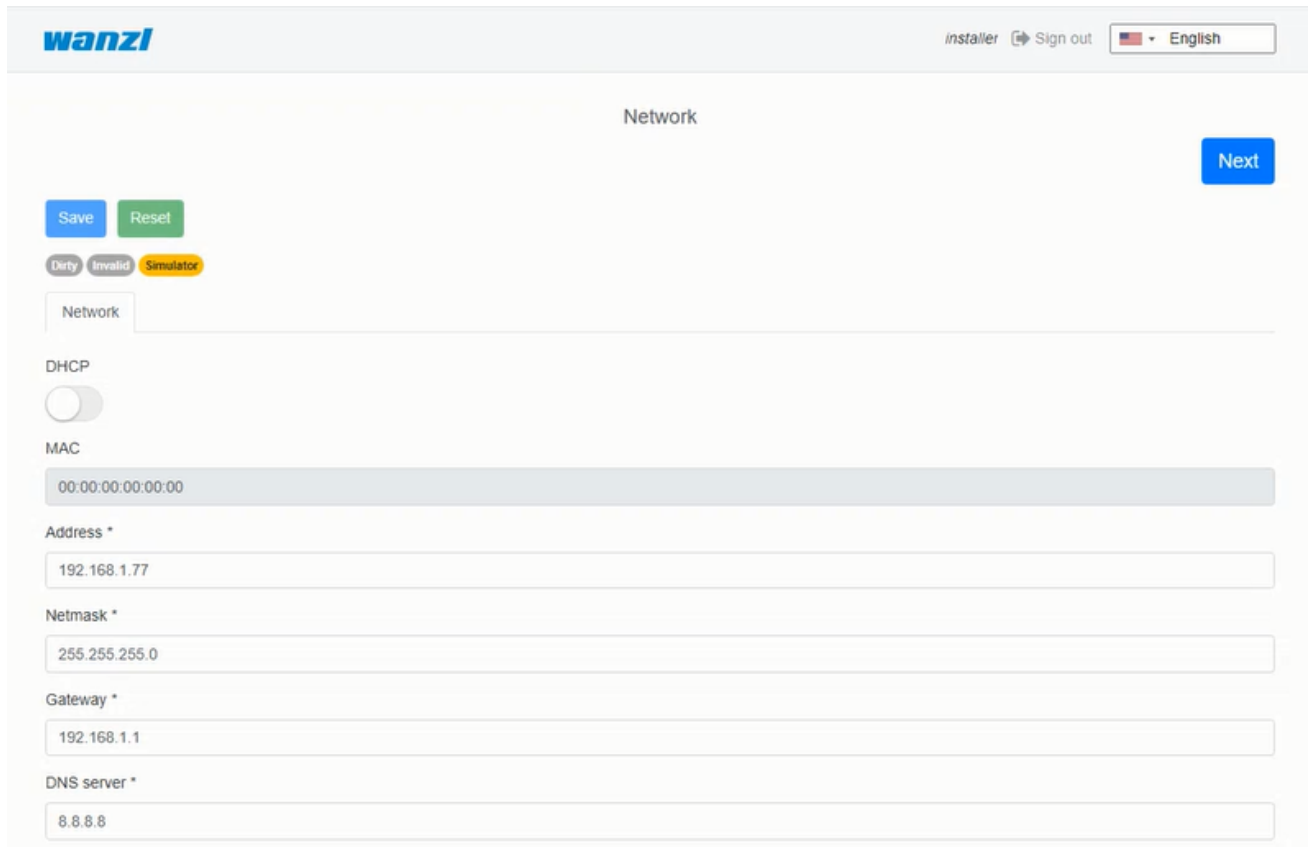 wanzl
installer Sign out English
Network
Next
Save Reset
Dirty Invalid Simulator
Network
DHCP
MAC
00:00:00:00:00:00
Address *
192.168.1.77
Netmask *
255.255.255.0
Gateway *
192.168.1.1
DNS server *
8.8.8.8